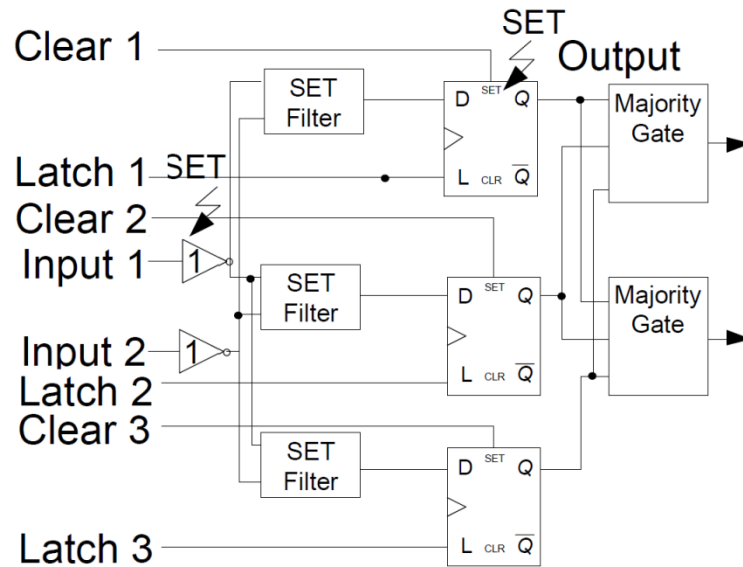 SET
Clear 1
Output
SET
Filter
D
SET
Q
Majority
Gate
Latch 1
SET
L
CLR
Q
Clear 2
Input 1
1
SET
Filter
D
SET
Q
Majority
Gate
Input 2
1
Latch 2
L
CLR
Q
Clear 3
SET
Filter
D
SET
Q
Latch 3
L
CLR
Q